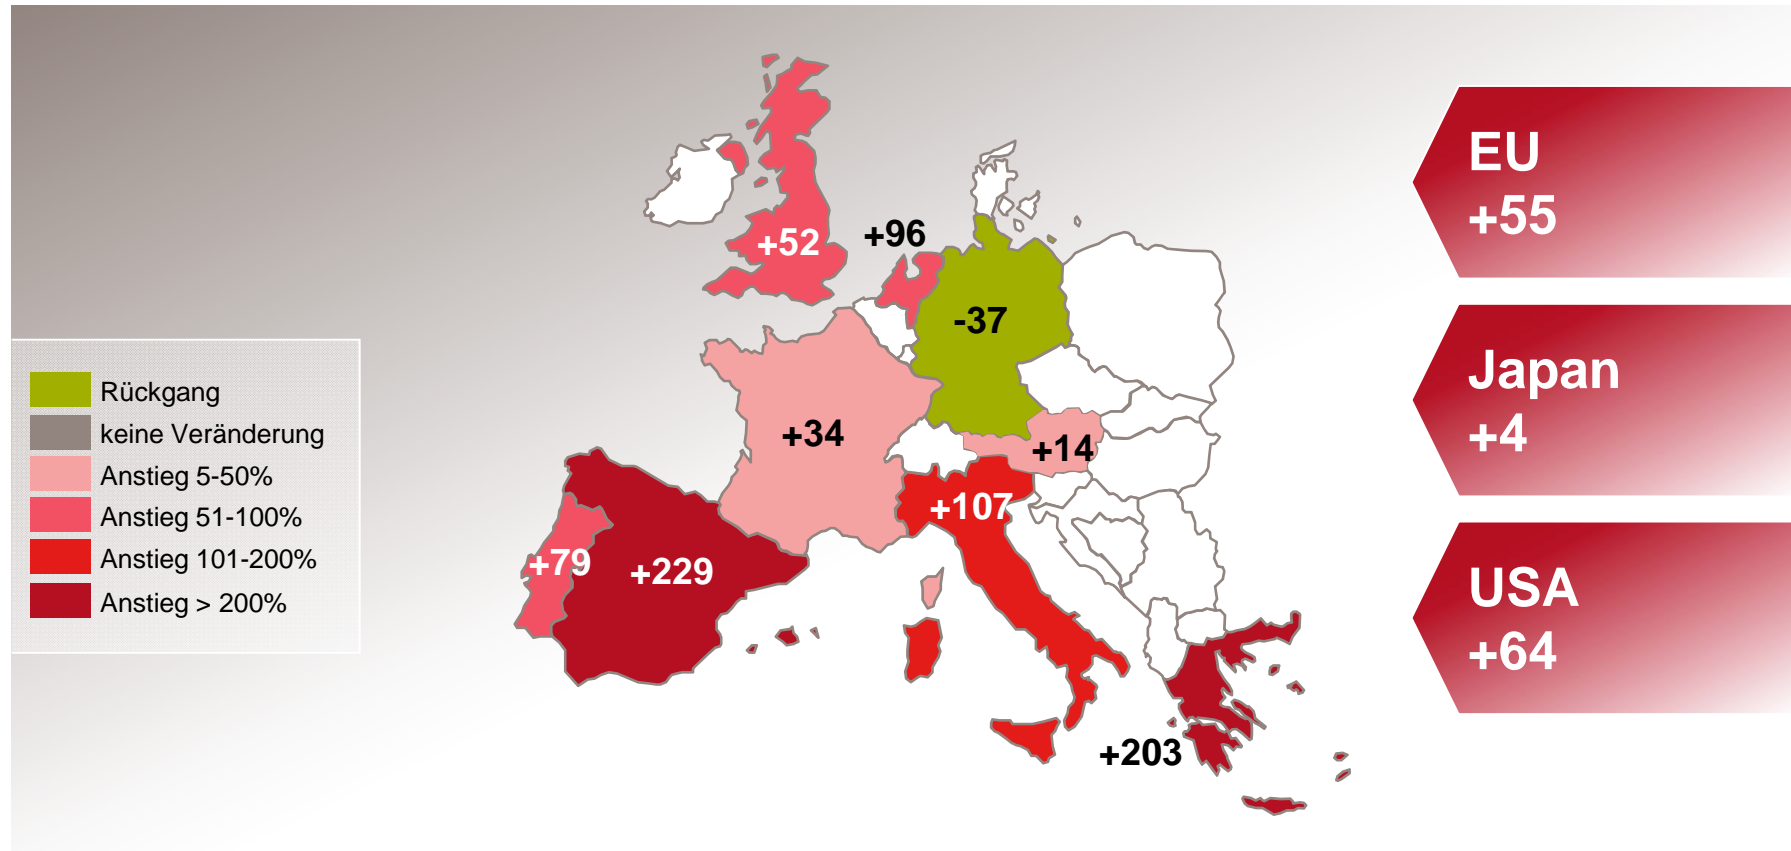 +52
+96
-37
+34
+14
+107
+79
+229
+203
Rückgang
keine Veränderung
Anstieg 5-50%
Anstieg 51-100%
Anstieg 101-200%
Anstieg > 200%
EU
+55
Japan
+4
USA
+64